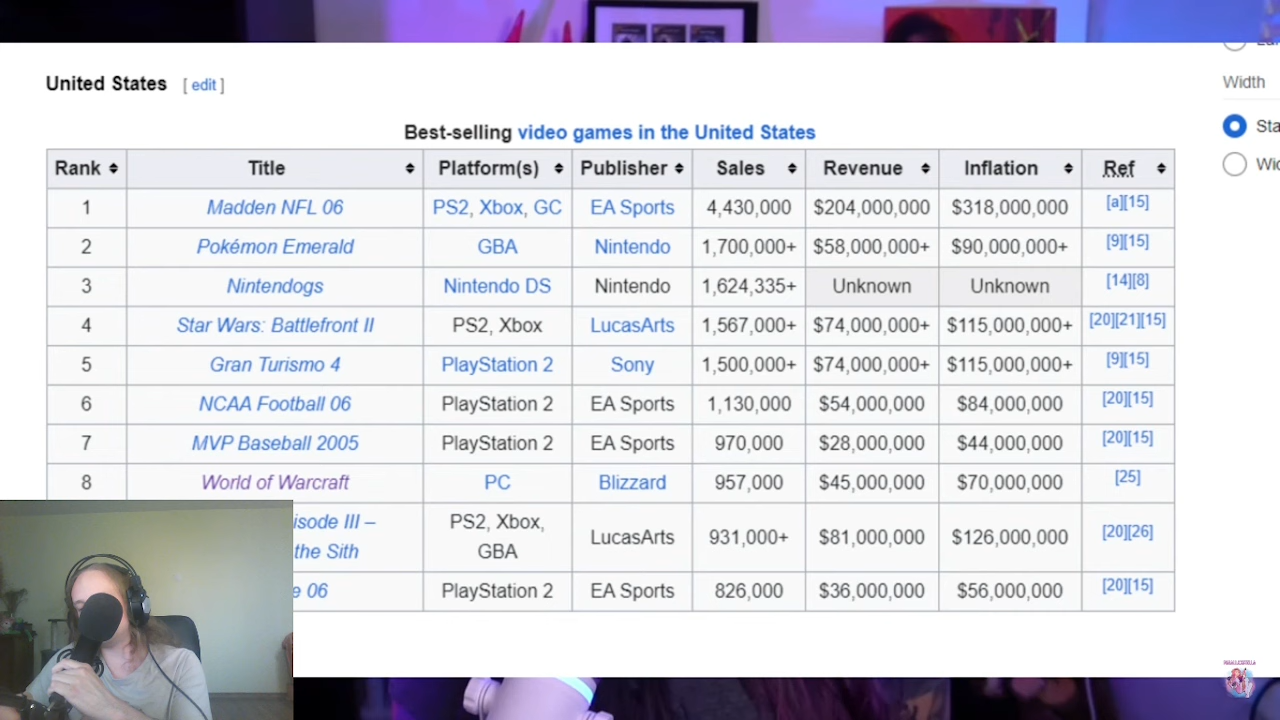 United States [ edit ]
Width
Best-selling video games in the United States
Rank Title Platform(s) Publisher Sales Revenue Inflation Ref
1 Madden NFL 06 PS2, Xbox, GC EA Sports 4,430,000 $204,000,000 $318,000,000 [a][15]
2 Pokémon Emerald GBA Nintendo 1,700,000+ $58,000,000+ $90,000,000+ [9][15]
3 Nintendogs Nintendo DS Nintendo 1,624,335+ Unknown Unknown [14][8]
4 Star Wars: Battlefront II PS2, Xbox LucasArts 1,567,000+ $74,000,000+ $115,000,000+ [20][21][15]
5 Gran Turismo 4 PlayStation 2 Sony 1,500,000+ $74,000,000+ $115,000,000+ [9][15]
6 NCAA Football 06 PlayStation 2 EA Sports 1,130,000 $54,000,000 $84,000,000 [20][15]
7 MVP Baseball 2005 PlayStation 2 EA Sports 970,000 $28,000,000 $44,000,000 [20][15]
8 World of Warcraft PC Blizzard 957,000 $45,000,000 $70,000,000 [25]
isode III – PS2, Xbox,
the Sith GBA LucasArts 931,000+ $81,000,000 $126,000,000 [20][26]
e 06 PlayStation 2 EA Sports 826,000 $36,000,000 $56,000,000 [20][15]